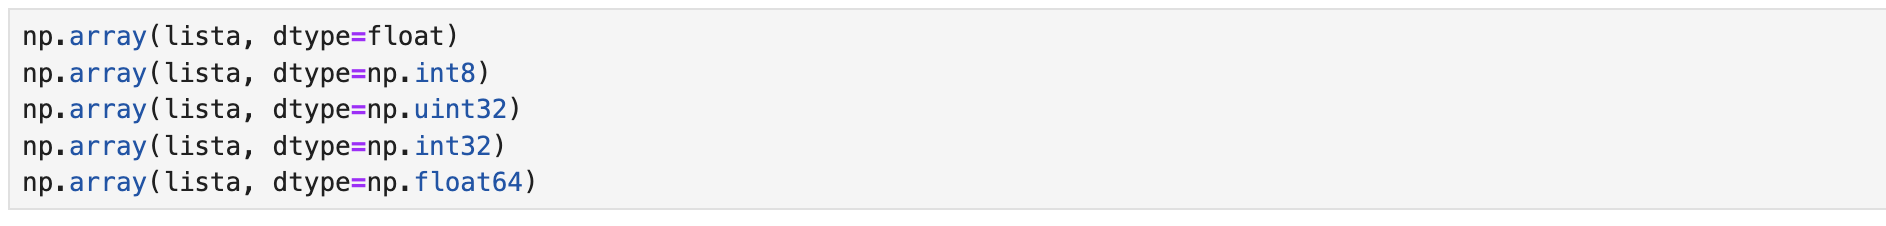 np.array(lista, dtype=float)
np.array(lista, dtype=np.int8)
np.array(lista, dtype=np.uint32)
np.array(lista, dtype=np.int32)
np.array(lista, dtype=np.float64)